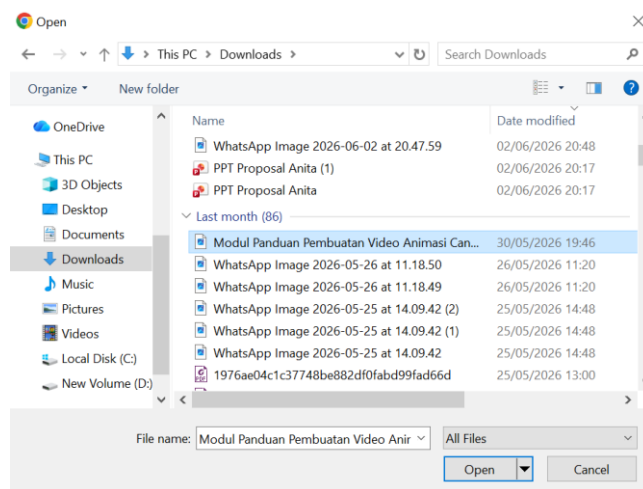 Open
This PC > Downloads >
Search Downloads
Organize
New folder
OneDrive
This PC
3D Objects
Desktop
Documents
Downloads
Music
Pictures
Videos
Local Disk (C:)
New Volume (D:)
Name Date modified
WhatsApp Image 2026-06-02 at 20.47.59 02/06/2026 20:48
PPT Proposal Anita (1) 02/06/2026 20:17
PPT Proposal Anita 02/06/2026 20:17
Last month (86)
Modul Panduan Pembuatan Video Animasi Can... 30/05/2026 19:46
WhatsApp Image 2026-05-26 at 11.18.50 26/05/2026 11:20
WhatsApp Image 2026-05-26 at 11.18.49 26/05/2026 11:20
WhatsApp Image 2026-05-25 at 14.09.42 (2) 25/05/2026 14:48
WhatsApp Image 2026-05-25 at 14.09.42 (1) 25/05/2026 14:48
WhatsApp Image 2026-05-25 at 14.09.42 25/05/2026 14:48
1976ae04c1c37748be882df0fabd99fad66d 25/05/2026 13:00
File name: Modul Panduan Pembuatan Video Anir
All Files
Open
Cancel